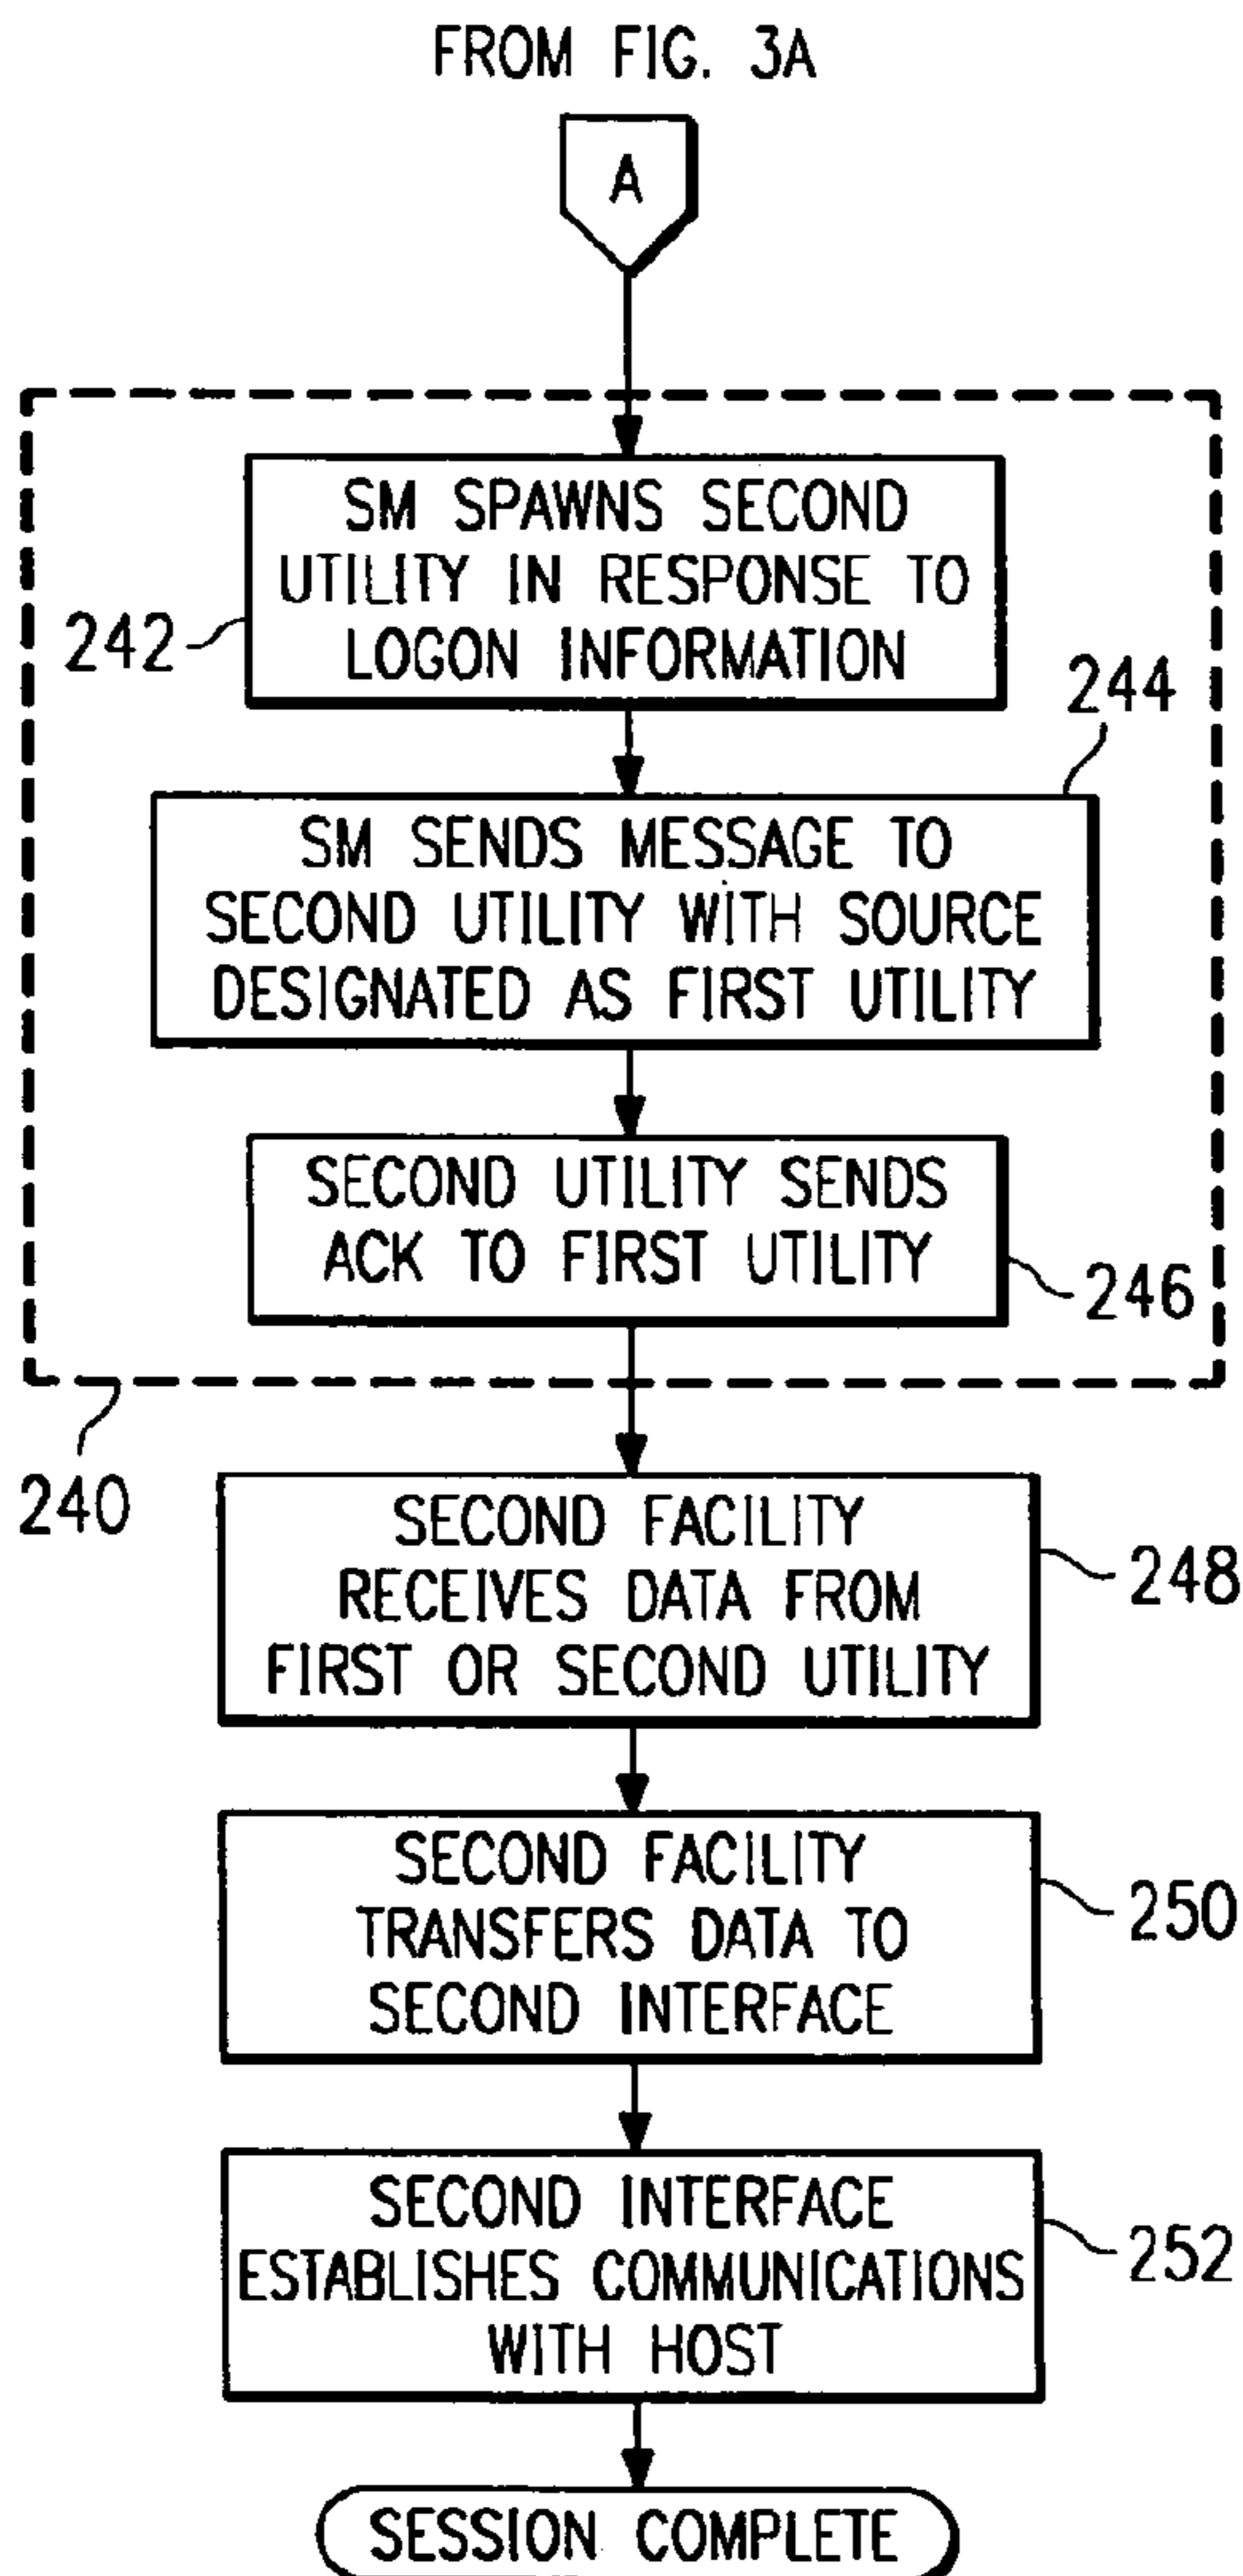 FROM FIG. 3A
A
SM SPAWNS SECOND
UTILITY IN RESPONSE TO
LOGON INFORMATION
242
244
SM SENDS MESSAGE TO
SECOND UTILITY WITH SOURCE
DESIGNATED AS FIRST UTILITY
SECOND UTILITY SENDS
ACK TO FIRST UTILITY
246
240
SECOND FACILITY
RECEIVES DATA FROM
FIRST OR SECOND UTILITY
248
SECOND FACILITY
TRANSFERS DATA TO
SECOND INTERFACE
250
SECOND INTERFACE
ESTABLISHES COMMUNICATIONS
WITH HOST
252
SESSION COMPLETE